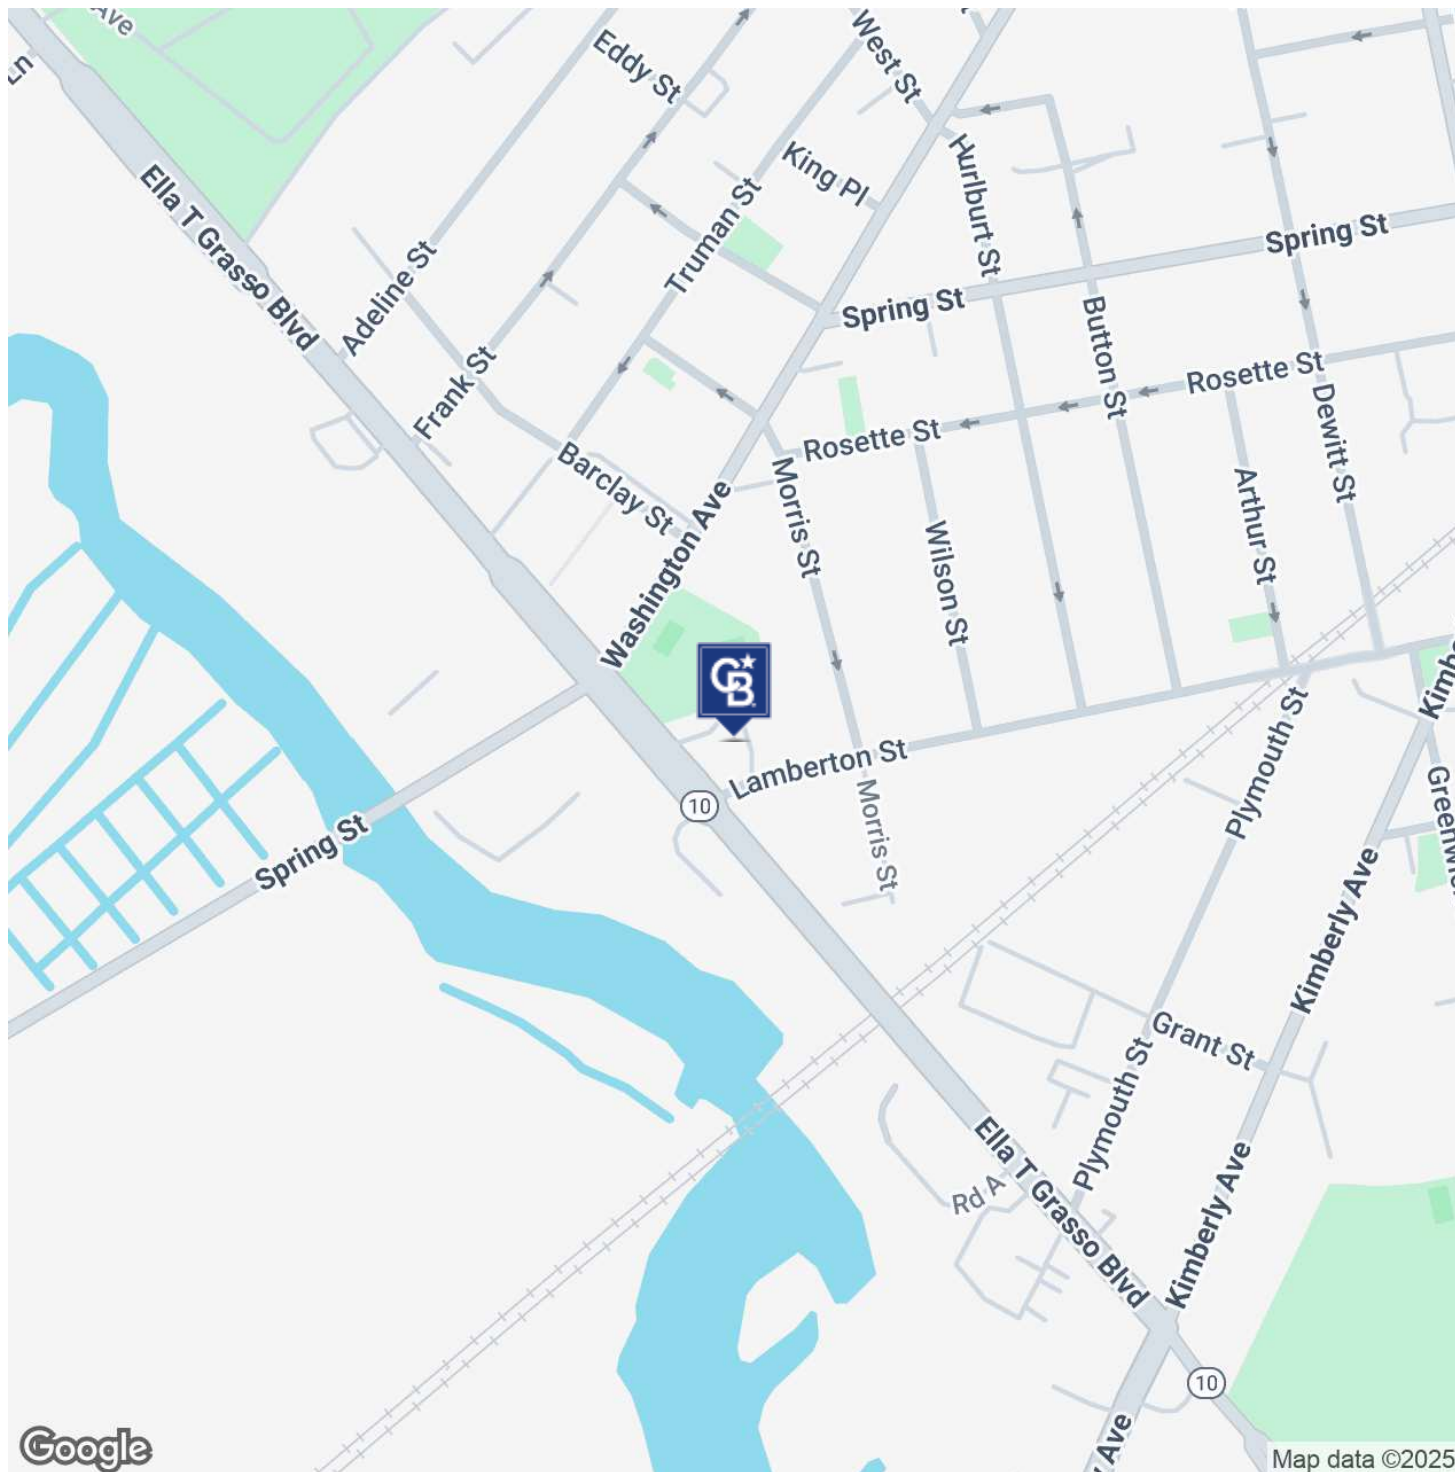 Ave
Ln
Eddy St
West St
King Pl
Hurlburt St
Ella T Grasso Blvd
Truman St
Adeline St
Spring St
Spring St
Button St
Frank St
Rosette St
Rosette St
Dewitt St
Barclay St
Morris St
Arthur St
Washington Ave
Wilson St
CB
Kimbe
Plymouth St
Lamberton St
10
Morris St
Greenwi
Spring St
Kimberly Ave
Grant St
Plymouth St
Ella T Grasso Blvd
Rd A
Kimberly Ave
10
Ave
Google
Map data ©2025